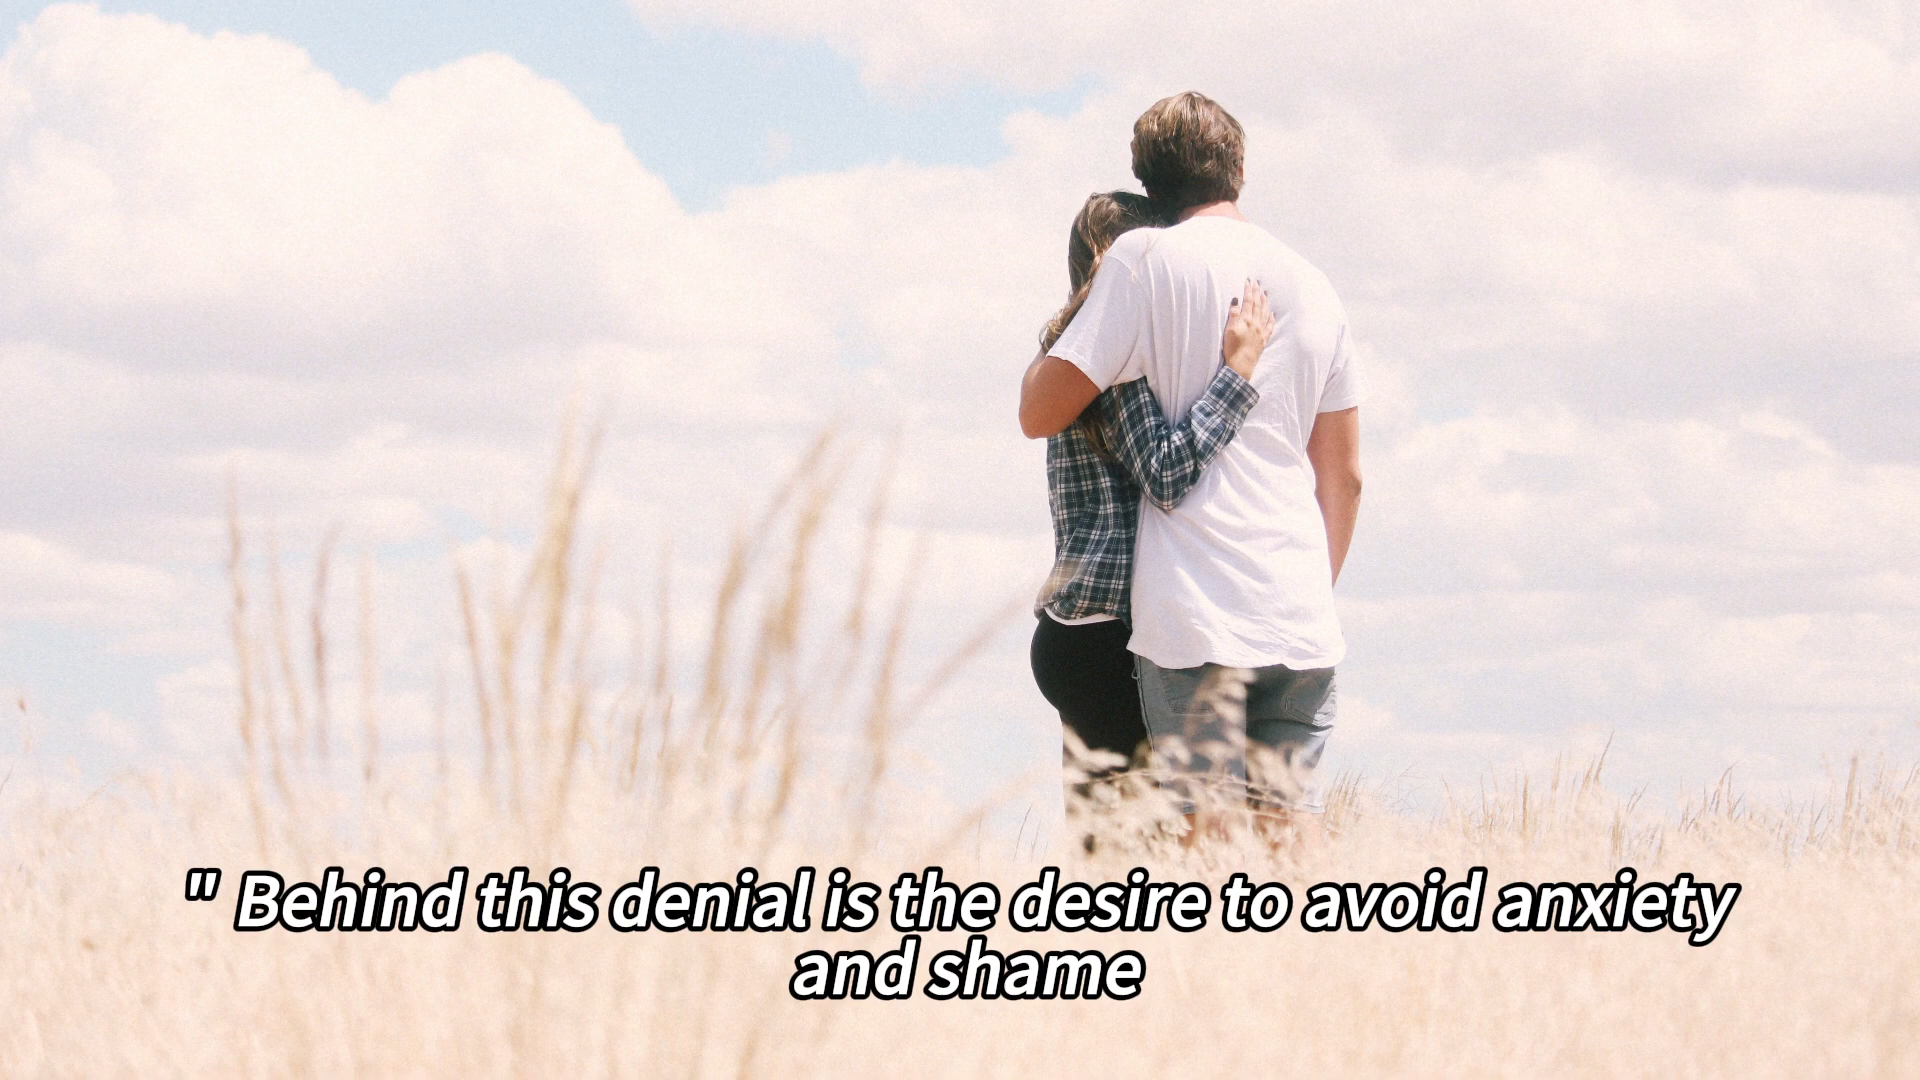 " Behind this denial is the desire to avoid anxiety
and shame